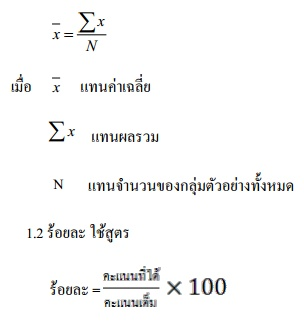 x̄ = ∑x / N
เมื่อ x̄ แทนค่าเฉลี่ย
∑x แทนผลรวม
N แทนจำนวนของกลุ่มตัวอย่างทั้งหมด
1.2 ร้อยละ ใช้สูตร
ร้อยละ = คะแนนที่ได้ / คะแนนเต็ม × 100